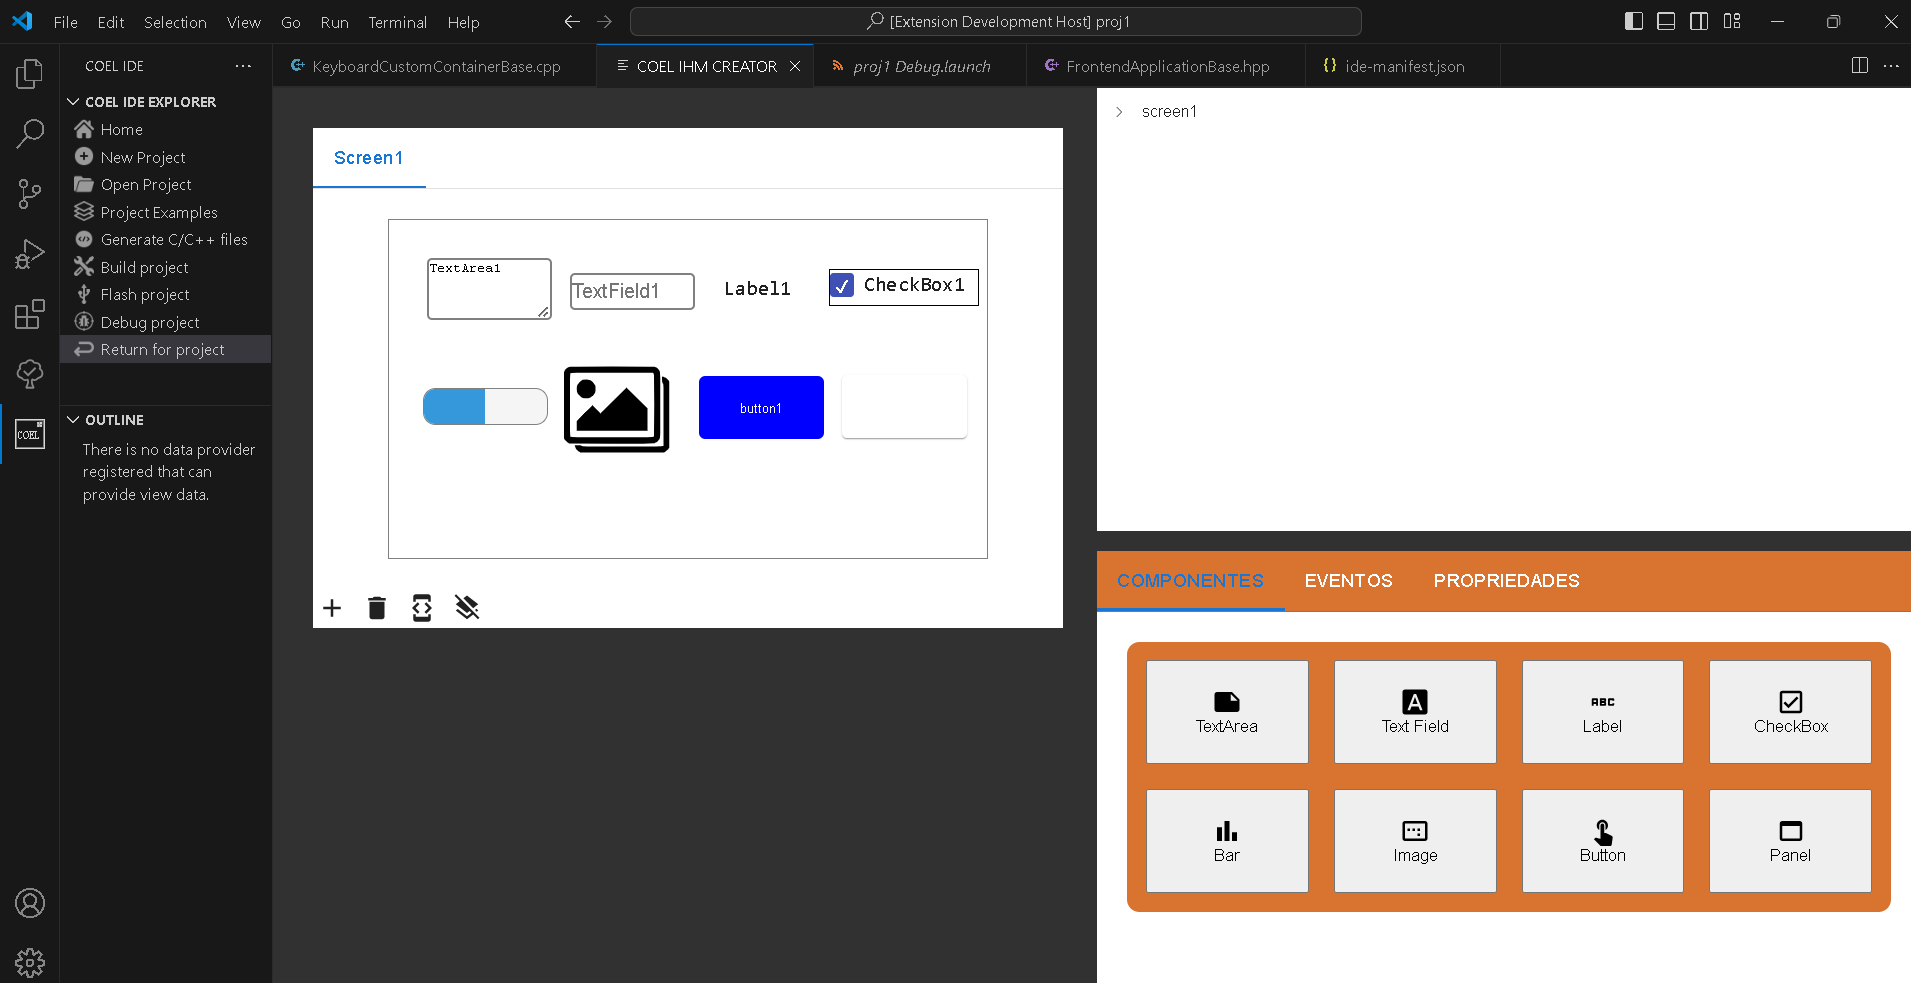 File Edit Selection View Go Run Terminal Help
[Extension Development Host] proj1
COEL IDE
KeyboardCustomContainerBase.cpp
COEL IHM CREATOR
proj1 Debug.launch
FrontendApplicationBase.hpp
{} ide-manifest.json
COEL IDE EXPLORER
Home
New Project
Open Project
Project Examples
Generate C/C++ files
Build project
Flash project
Debug project
Return for project
OUTLINE
There is no data provider
registered that can
provide view data.
COEL
Screen1
TextArea1
TextField1
Label1
CheckBox1
button1
screen1
COMPONENTES EVENTOS PROPRIEDADES
TextArea
A
Text Field
ABC
Label
CheckBox
Bar
Image
Button
Panel